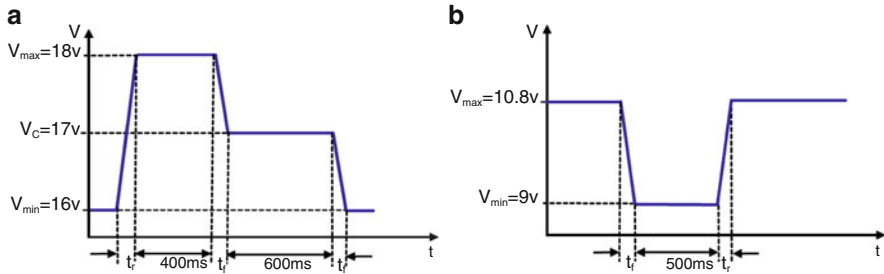 a
V
Vmax=18v
VC=17v
Vmin=16v
tr
400ms
tf
600ms
tf
t
b
V
Vmax=10.8v
Vmin=9v
tf
500ms
tr
t